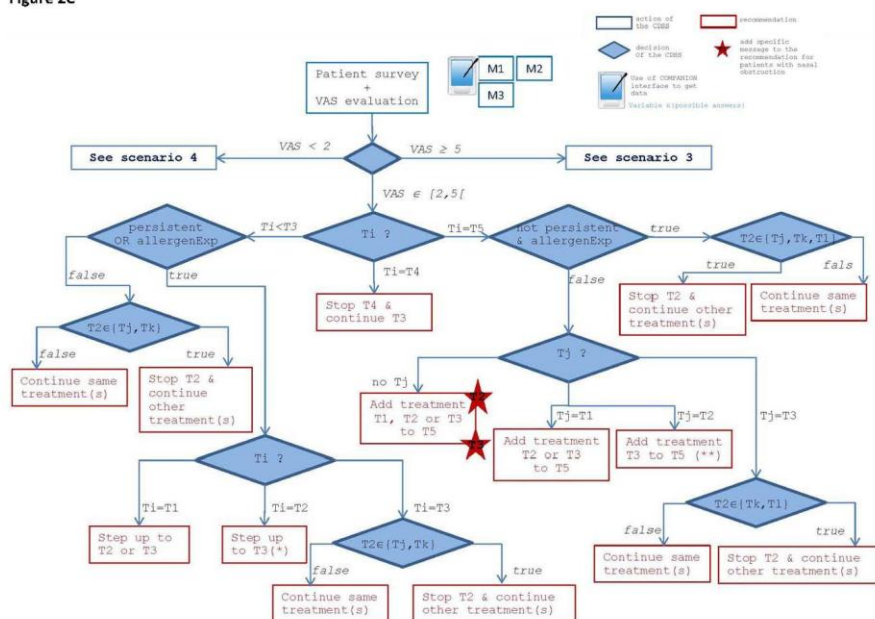 Figure 2C
action of
the CDSS
recommendation
decision
of the CDSS
add specific
message to the
recommendation for
patients with nasal
obstruction
Use of COMPANION
interface to get
data
Variable x(possible answers)
Patient survey
+
VAS evaluation
M1
M2
M3
VAS < 2
VAS ≥ 5
See scenario 4
See scenario 3
VAS ∈ [2,5[
persistent
OR allergenExp
Ti<T3
Ti ?
Ti=T5
not persistent
& allergenExp
true
T2∈{Tj,Tk,Tl}
false
true
Ti=T4
false
true
fals
Stop T4 &
continue T3
Stop T2 &
continue other
treatment(s)
Continue same
treatment(s)
T2∈{Tj,Tk}
false
true
Tj ?
Continue same
treatment(s)
Stop T2 &
continue
other
treatment(s)
no Tj
Tj=T1
Tj=T2
Tj=T3
Add treatment
T1, T2 or T3
to T5
T2
T3
Add treatment
T2 or T3
to T5
Add treatment
T3 to T5 (**)
Ti ?
Ti=T1
Ti=T2
Ti=T3
T2∈{Tk,Tl}
Step up to
T2 or T3
Step up
to T3(*)
T2∈{Tj,Tk}
false
true
false
true
Continue same
treatment(s)
Stop T2 & continue
other treatment(s)
Continue same
treatment(s)
Stop T2 & continue
other treatment(s)